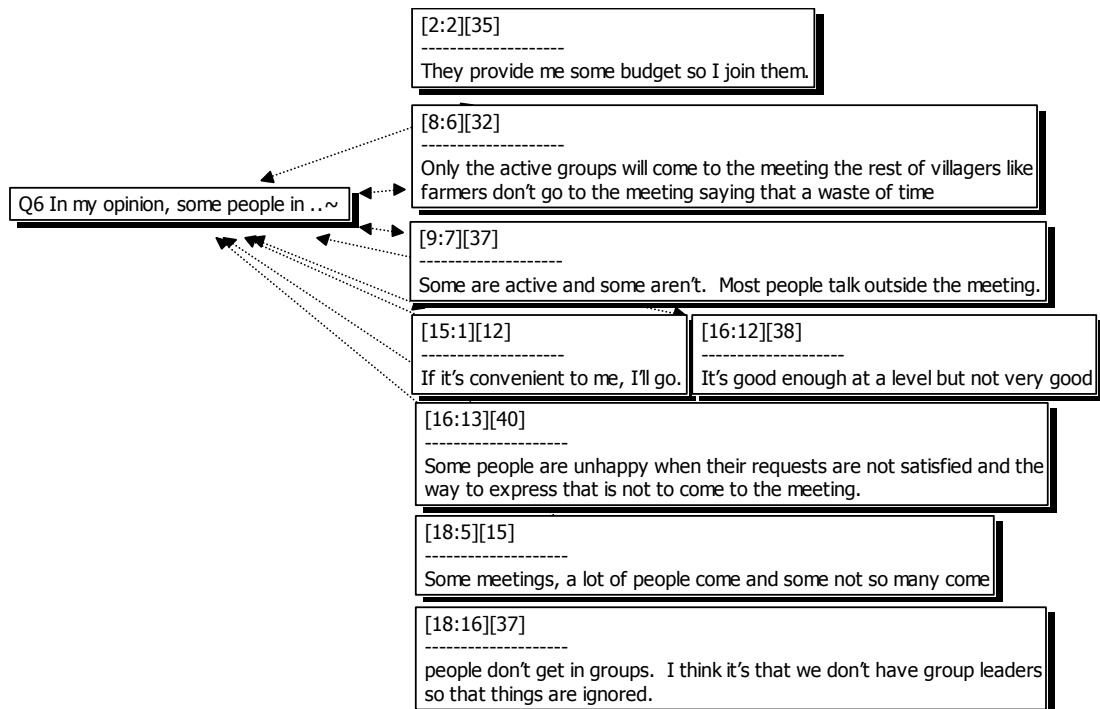 [2:2][35]
--------------------
They provide me some budget so I join them.
[8:6][32]
--------------------
Only the active groups will come to the meeting the rest of villagers like
farmers don't go to the meeting saying that a waste of time
Q6 In my opinion, some people in ..~
[9:7][37]
--------------------
Some are active and some aren't.  Most people talk outside the meeting.
[15:1][12]
--------------------
If it's convenient to me, I'll go.
[16:12][38]
--------------------
It's good enough at a level but not very good
[16:13][40]
--------------------
Some people are unhappy when their requests are not satisfied and the
way to express that is not to come to the meeting.
[18:5][15]
--------------------
Some meetings, a lot of people come and some not so many come
[18:16][37]
--------------------
people don't get in groups.  I think it's that we don't have group leaders
so that things are ignored.